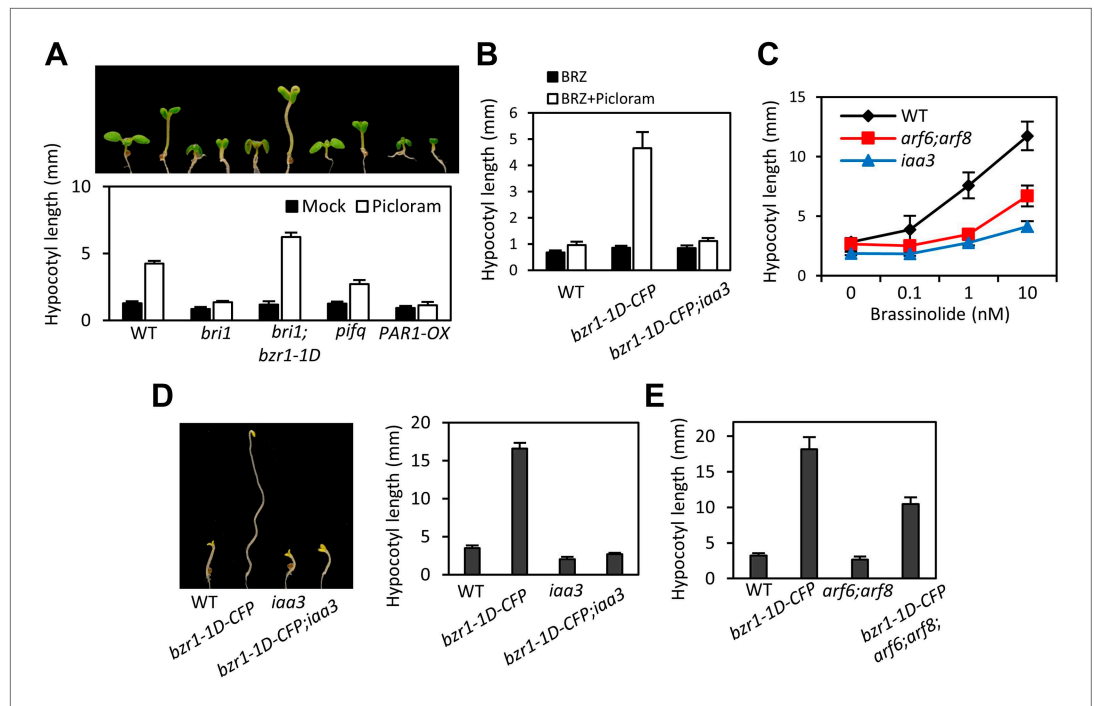 A
Hypocotyl length (mm)
10
5
0
Mock
Picloram
WT
bri1
bri1;
bzr1-1D
pifq
PAR1-OX
B
BRZ
BRZ+Picloram
Hypocotyl length (mm)
6
5
4
3
2
1
0
WT
bzr1-1D-CFP
bzr1-1D-CFP;iaa3
C
WT
arf6;arf8
iaa3
Hypocotyl length (mm)
15
10
5
0
0
0.1
1
10
Brassinolide (nM)
D
WT
bzr1-1D-CFP
iaa3
bzr1-1D-CFP;iaa3
Hypocotyl length (mm)
20
15
10
5
0
WT
bzr1-1D-CFP
iaa3
bzr1-1D-CFP;iaa3
E
Hypocotyl length (mm)
20
15
10
5
0
WT
bzr1-1D-CFP
arf6;arf8
bzr1-1D-CFP
arf6;arf8;